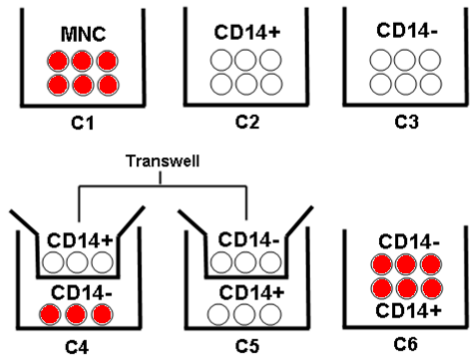 MNC
CD14+
CD14-
C1
C2
C3
Transwell
CD14+
CD14-
CD14-
CD14-
CD14+
CD14+
C4
C5
C6